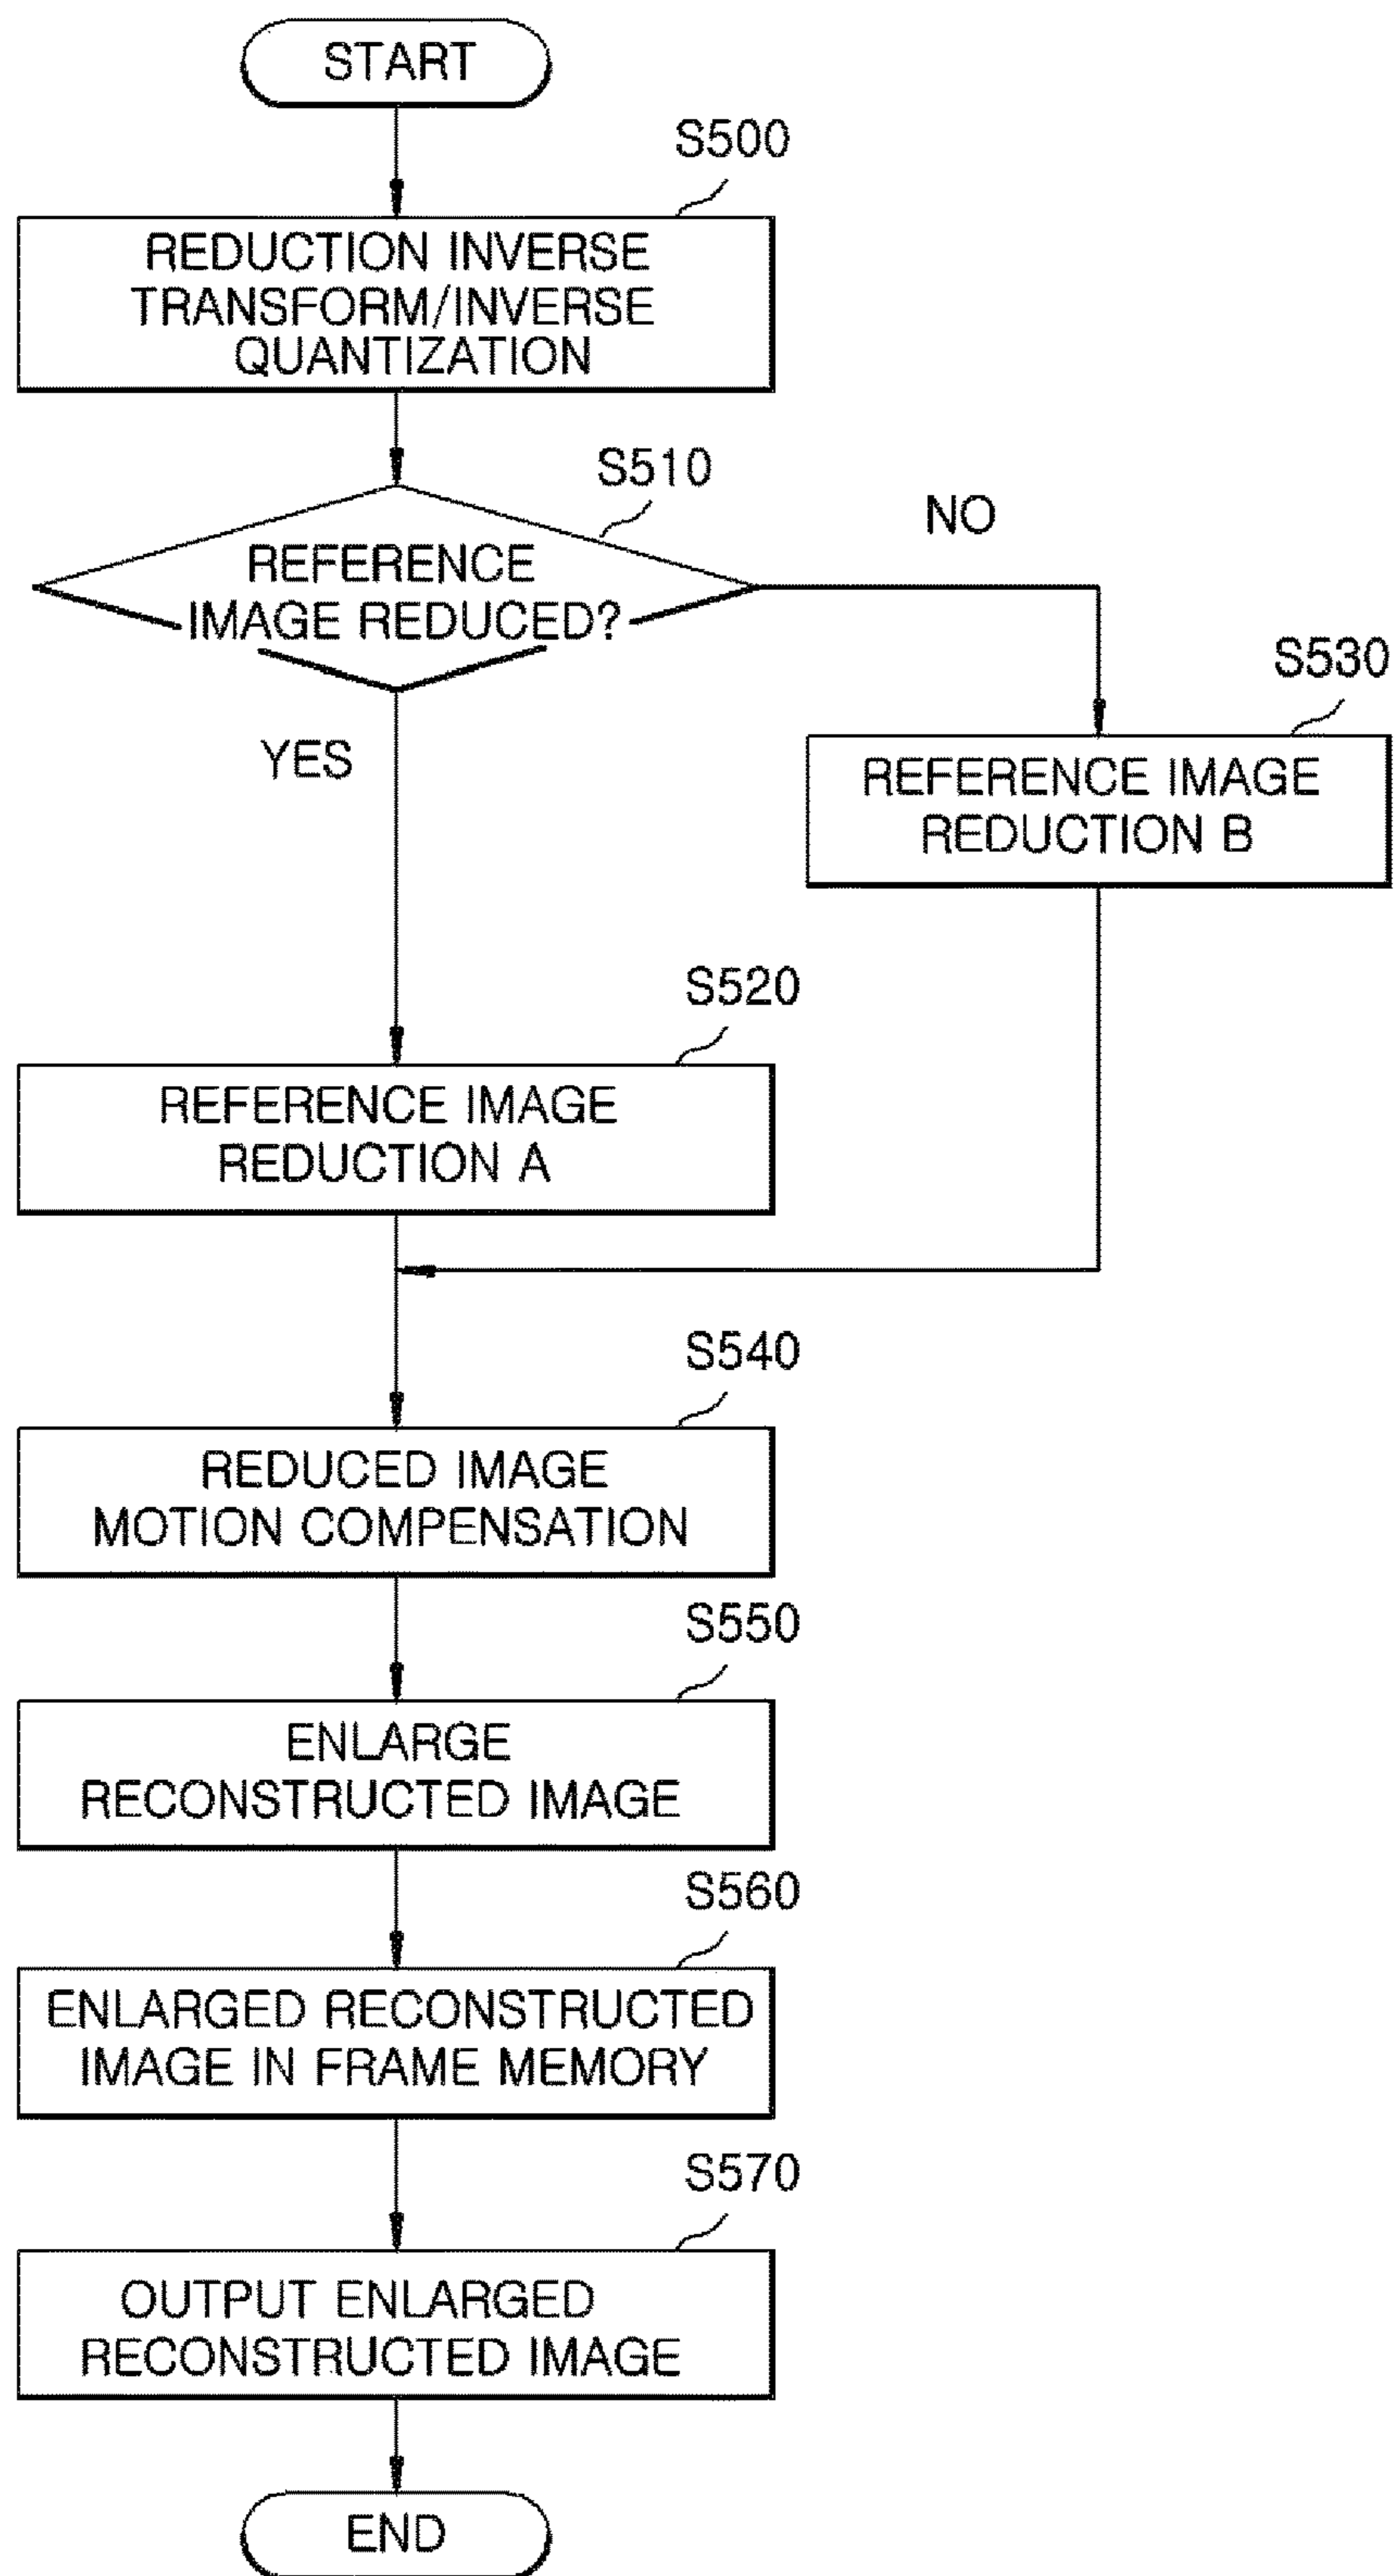 START
S500
REDUCTION INVERSE
TRANSFORM/INVERSE
QUANTIZATION
S510
NO
REFERENCE
IMAGE REDUCED?
S530
YES
REFERENCE IMAGE
REDUCTION B
S520
REFERENCE IMAGE
REDUCTION A
S540
REDUCED IMAGE
MOTION COMPENSATION
S550
ENLARGE
RECONSTRUCTED IMAGE
S560
ENLARGED RECONSTRUCTED
IMAGE IN FRAME MEMORY
S570
OUTPUT ENLARGED
RECONSTRUCTED IMAGE
END